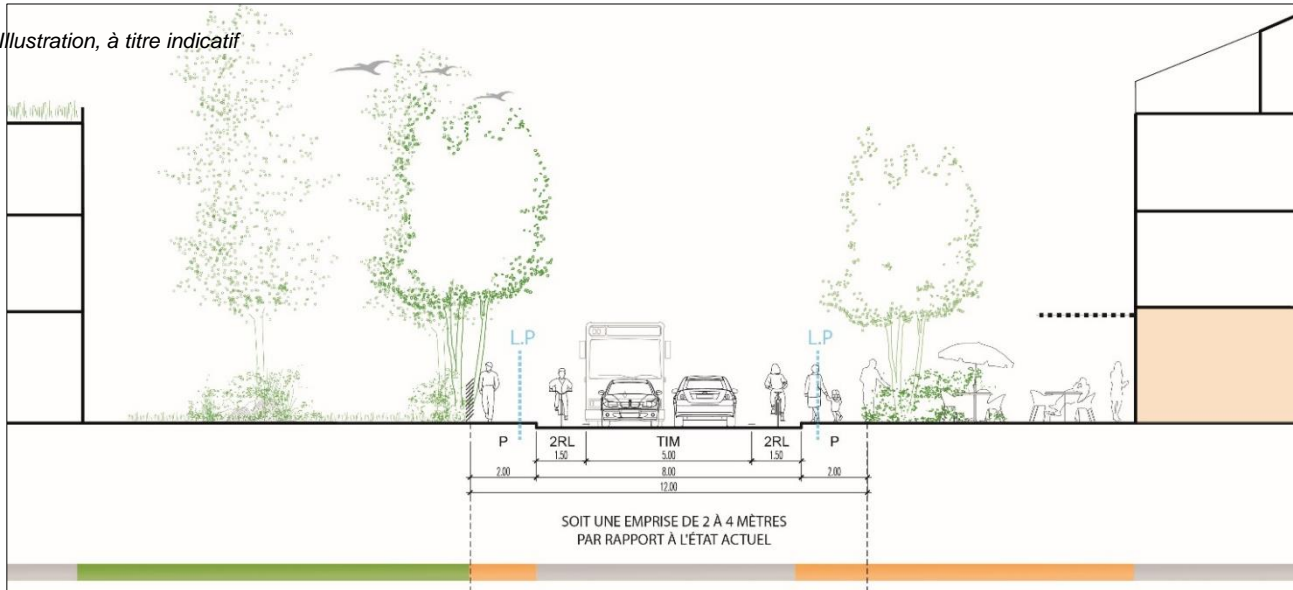 Illustration, à titre indicatif
L.P
L.P
P 2RL TIM 2RL P
1.50 5.00 1.50
2.00 8.00 2.00
12.00
SOIT UNE EMPRISE DE 2 À 4 MÈTRES
PAR RAPPORT À L'ÉTAT ACTUEL